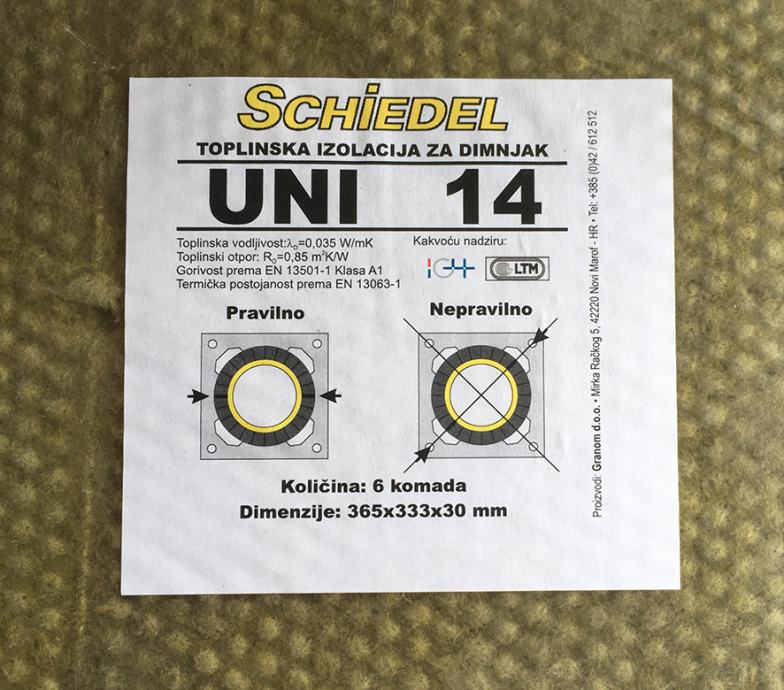 SCHIEDEL
TOPLINSKA IZOLACIJA ZA DIMNJAK
UNI 14
Toplinska vodljivost:λD=0,035 W/mK
Toplinski otpor: RD=0,85 m²K/W
Gorivost prema EN 13501-1 Klasa A1
Termička postojanost prema EN 13063-1
Kakvoću nadziru:
LTM
Pravilno
Nepravilno
Količina: 6 komada
Dimenzije: 365x333x30 mm
Proizvodi: Granom d.o.o. • Mirka Račkog 5, 42220 Novi Marof - HR • Tel: +385 (0)42 / 612 512